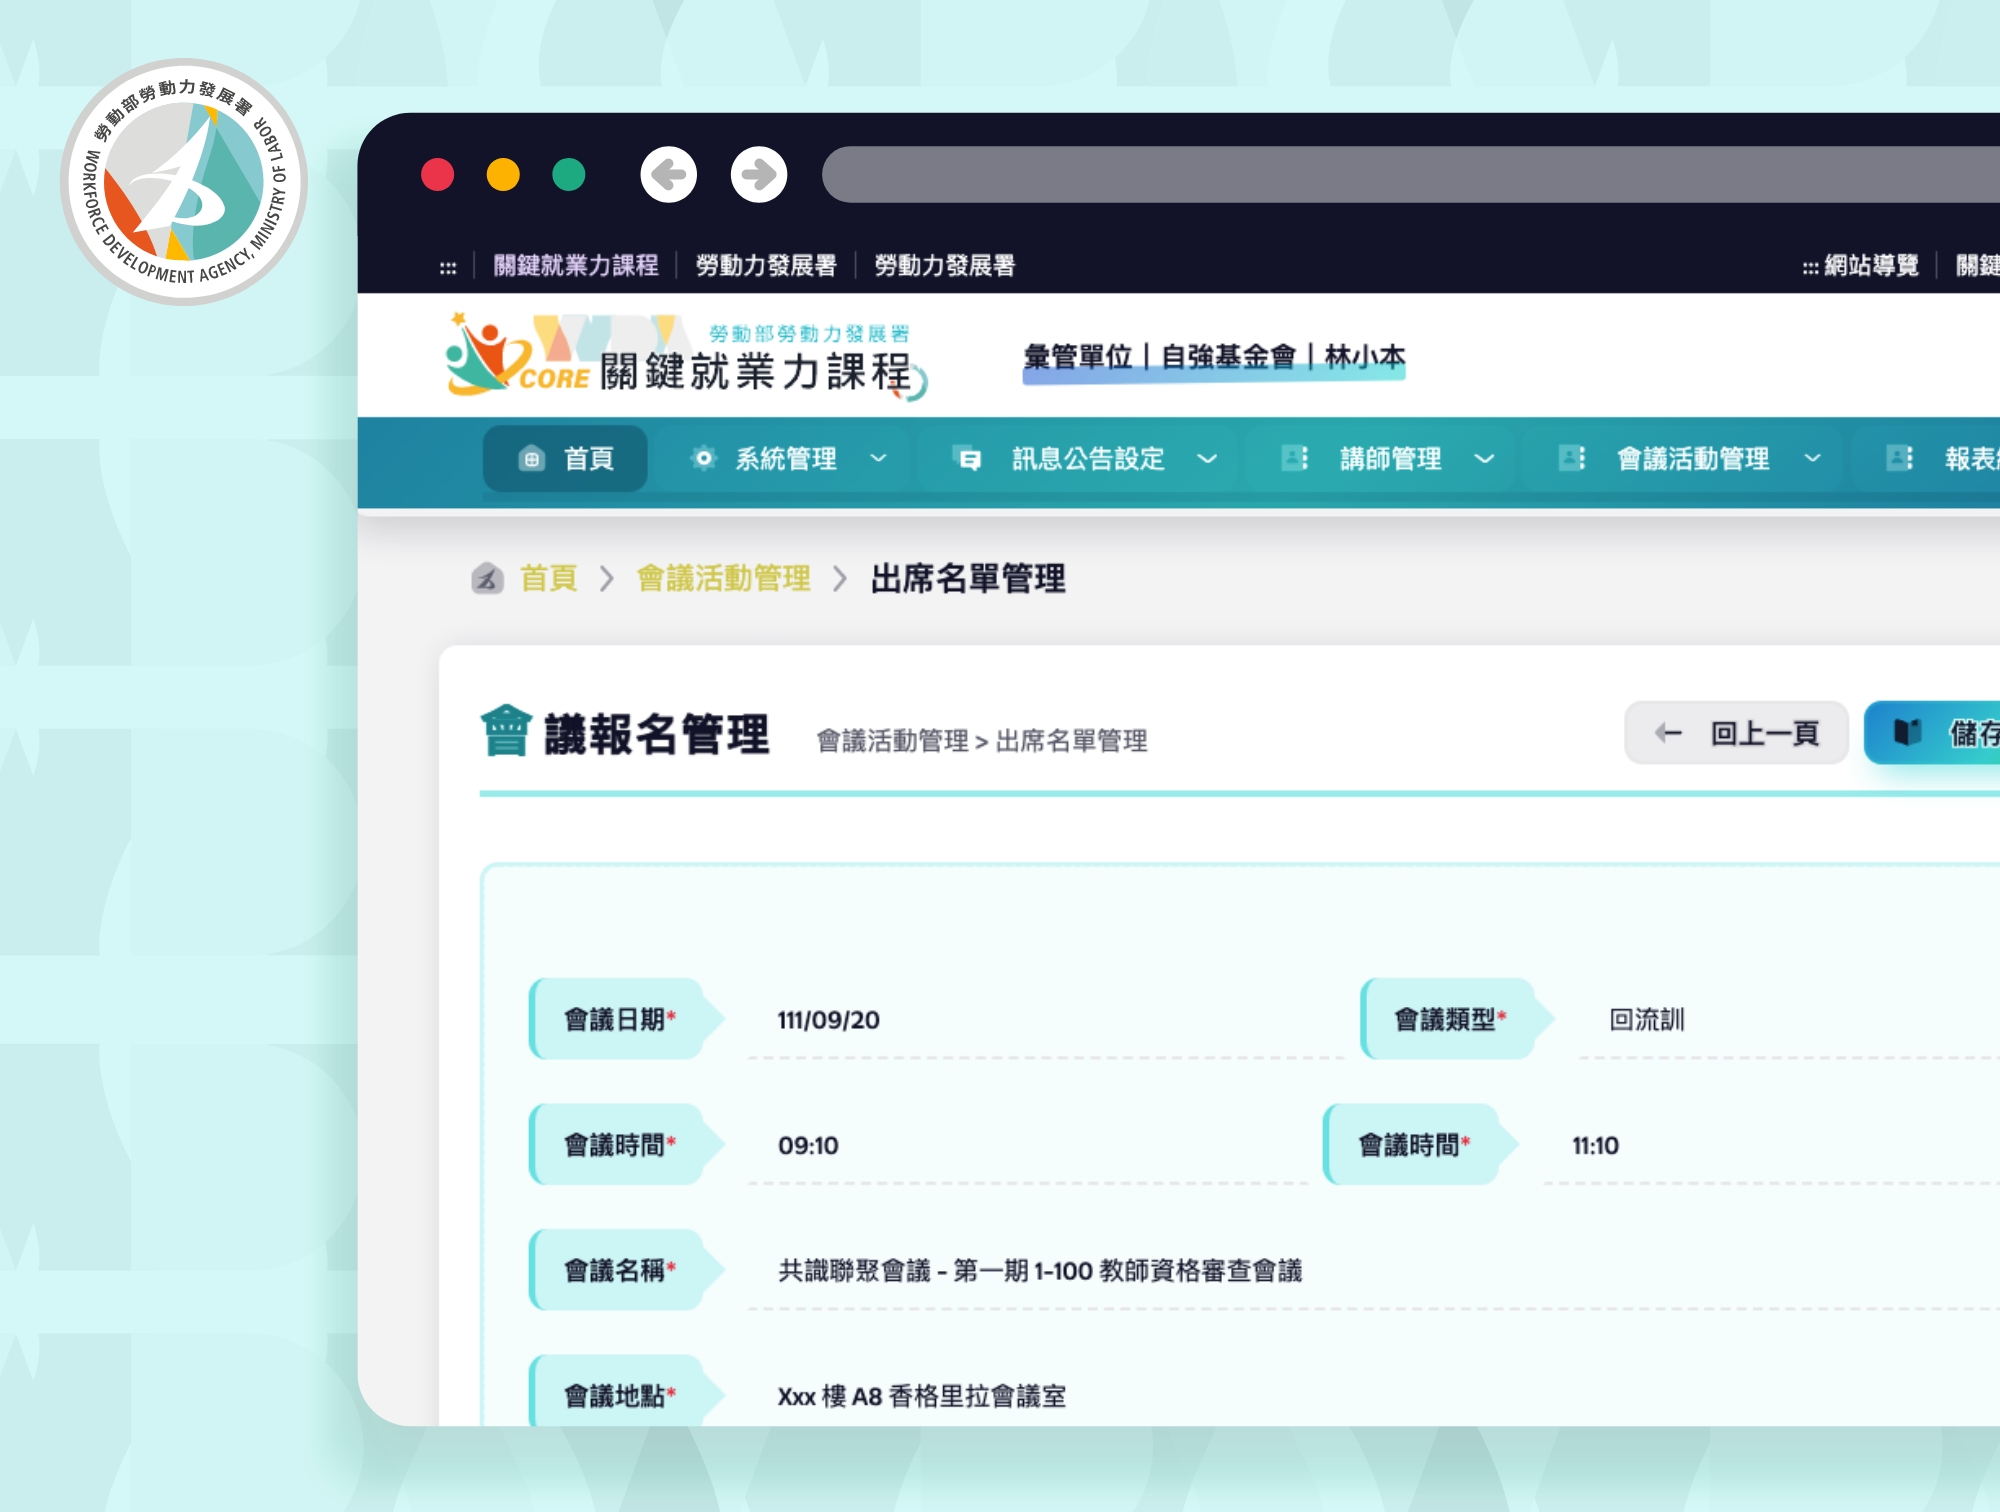 勞動部勞動力發展署
WORKFORCE DEVELOPMENT AGENCY, MINISTRY OF LABOR
::: 關鍵就業力課程 勞動力發展署 勞動力發展署
::: 網站導覽 關鍵
勞動部勞動力發展署
CORE 關鍵就業力課程
彙管單位｜自強基金會｜林小本
首頁 系統管理 訊息公告設定 講師管理 會議活動管理 報表
首頁 > 會議活動管理 > 出席名單管理
會議報名管理 會議活動管理 > 出席名單管理
回上一頁 儲存
會議日期* 111/09/20 會議類型* 回流訓
會議時間* 09:10 會議時間* 11:10
會議名稱* 共識聯聚會議 - 第一期 1-100 教師資格審查會議
會議地點* Xxx 樓 A8 香格里拉會議室